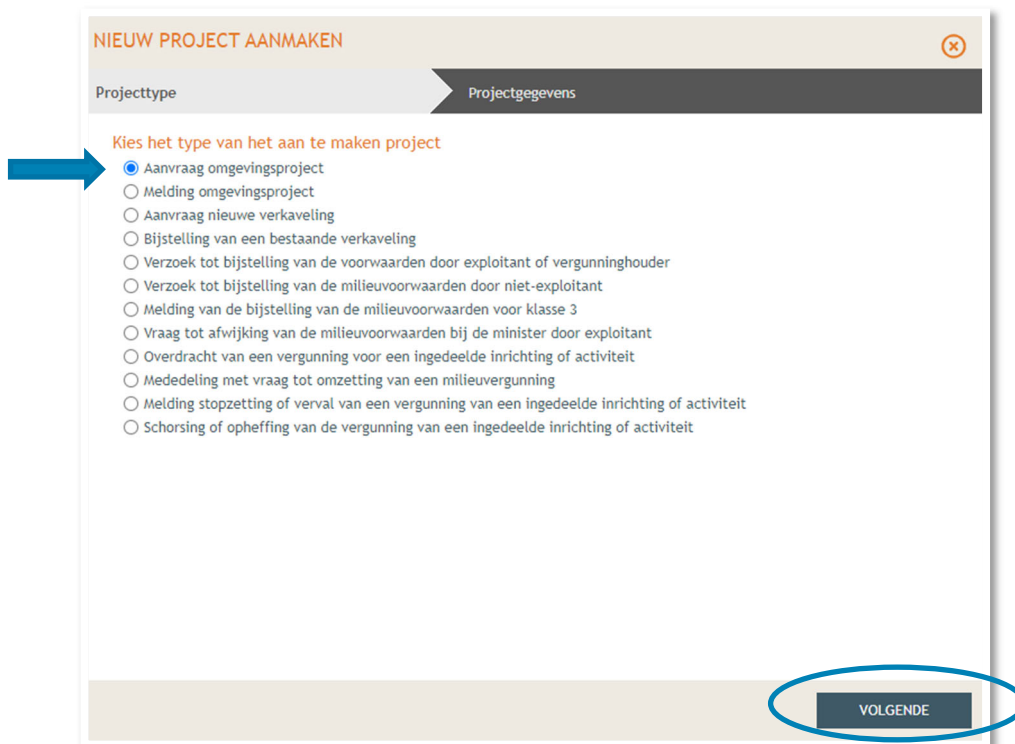 NIEUW PROJECT AANMAKEN
Projecttype
Projectgegevens
Kies het type van het aan te maken project
Aanvraag omgevingsproject
Melding omgevingsproject
Aanvraag nieuwe verkaveling
Bijstelling van een bestaande verkaveling
Verzoek tot bijstelling van de voorwaarden door exploitant of vergunninghouder
Verzoek tot bijstelling van de milieuvoorwaarden door niet-exploitant
Melding van de bijstelling van de milieuvoorwaarden voor klasse 3
Vraag tot afwijking van de milieuvoorwaarden bij de minister door exploitant
Overdracht van een vergunning voor een ingedeelde inrichting of activiteit
Mededeling met vraag tot omzetting van een milieuvergunning
Melding stopzetting of verval van een vergunning van een ingedeelde inrichting of activiteit
Schorsing of opheffing van de vergunning van een ingedeelde inrichting of activiteit
VOLGENDE